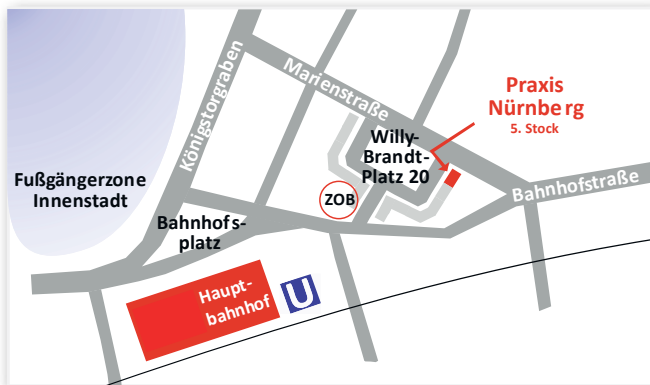 Königstorgraben
Marienstraße
Praxis
Nürnberg
5. Stock
Willy-
Brandt-
Platz 20
Fußgängerzone
Innenstadt
ZOB
Bahnhofstraße
Bahnhofs-
platz
Haupt-
bahnhof
U